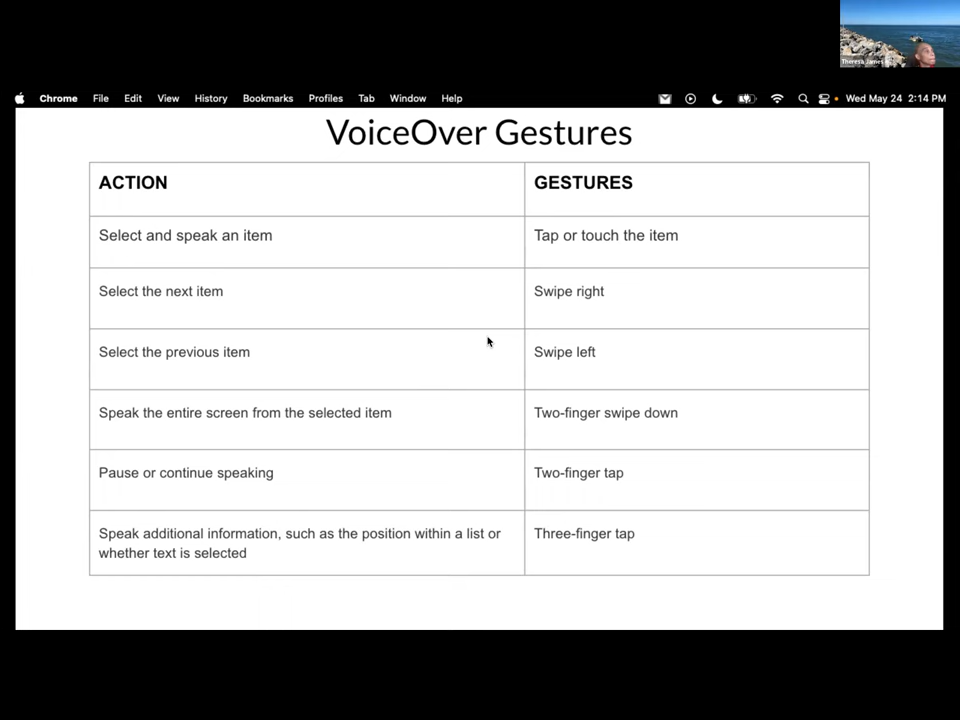 Theresa James
Chrome File Edit View History Bookmarks Profiles Tab Window Help Wed May 24 2:14 PM
VoiceOver Gestures
ACTION GESTURES
Select and speak an item Tap or touch the item
Select the next item Swipe right
Select the previous item Swipe left
Speak the entire screen from the selected item Two-finger swipe down
Pause or continue speaking Two-finger tap
Speak additional information, such as the position within a list or Three-finger tap
whether text is selected